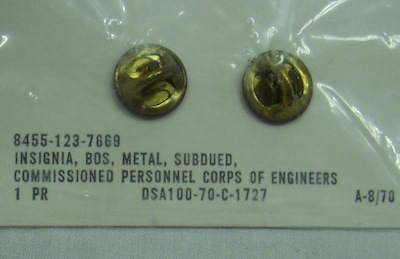 8455-123-7669
INSIGNIA, BOS, METAL, SUBDUED,
COMMISSIONED PERSONNEL CORPS OF ENGINEERS
1 PR DSA100-70-C-1727 A-8/70